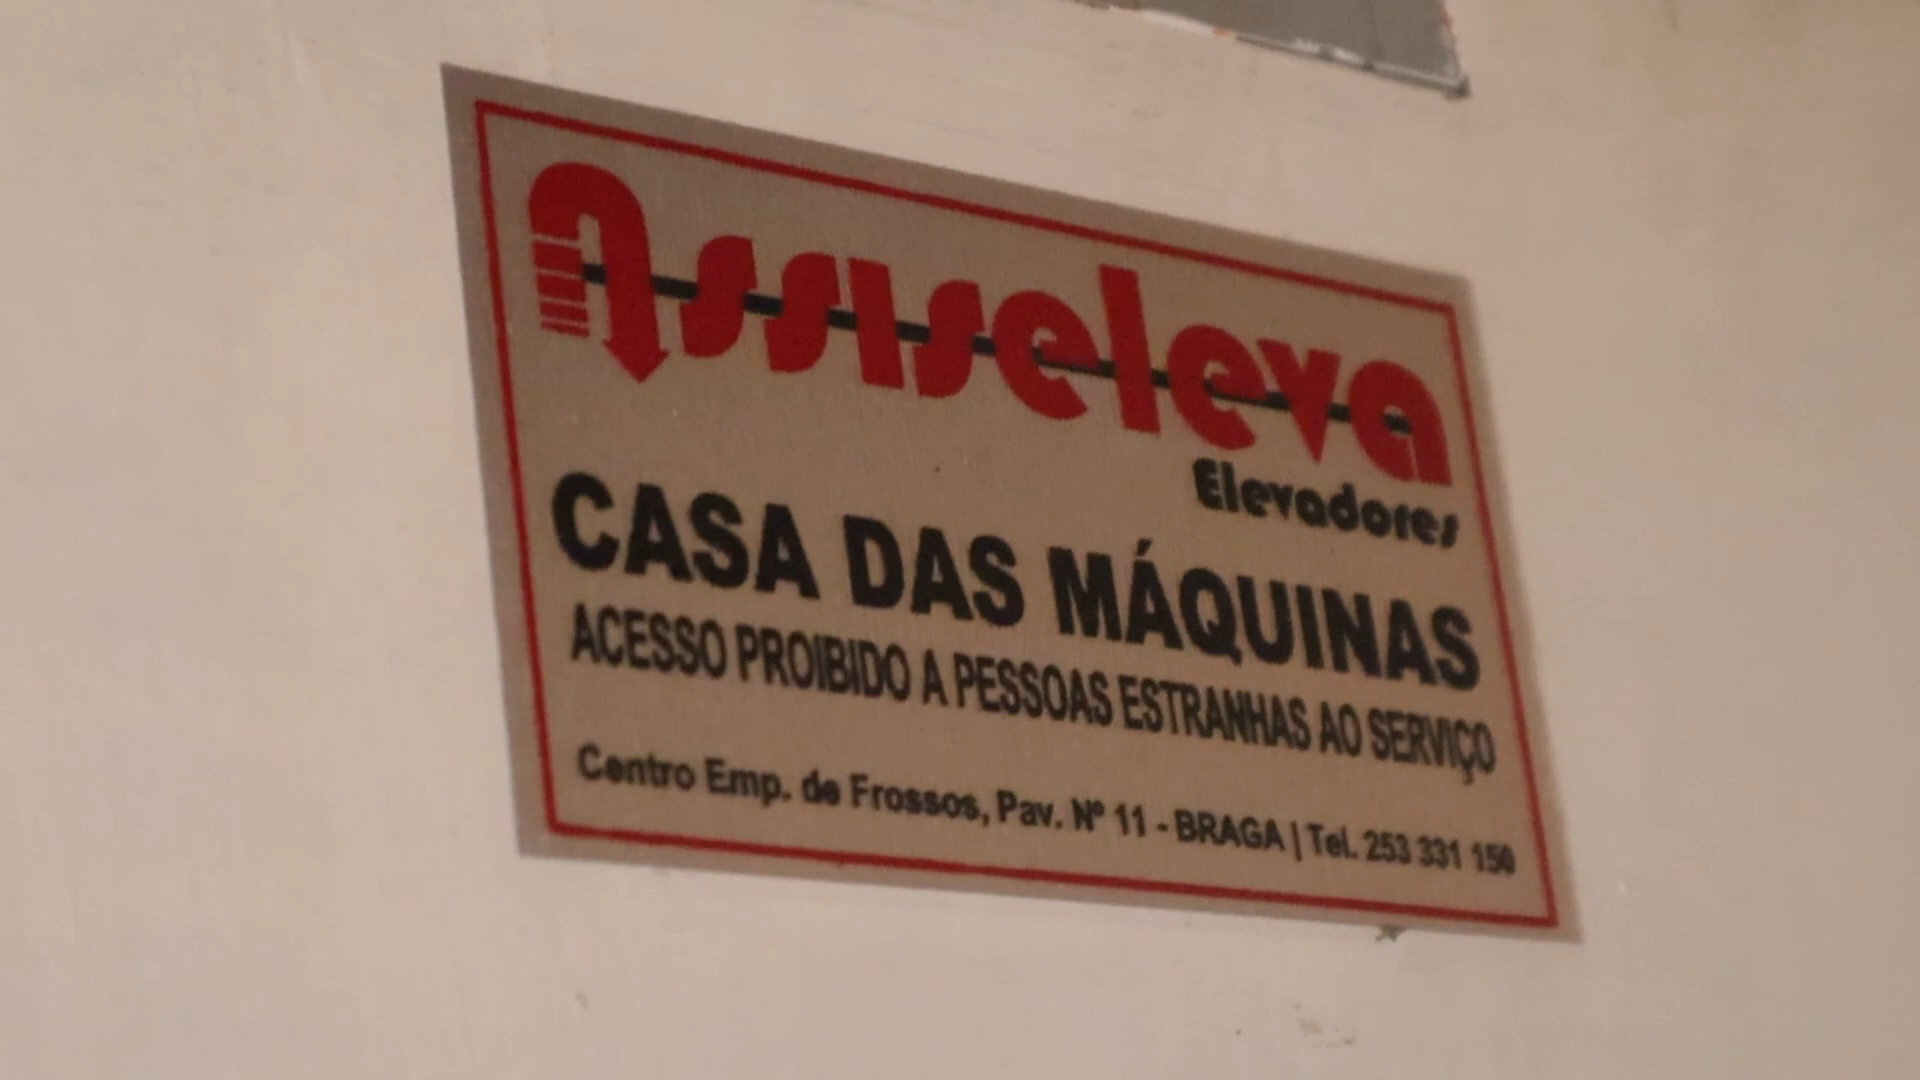 Assiseleva
Elevadores
CASA DAS MÁQUINAS
ACESSO PROIBIDO A PESSOAS ESTRANHAS AO SERVIÇO
Centro Emp. de Frossos, Pav. Nº 11 - BRAGA | Tel. 253 331 150